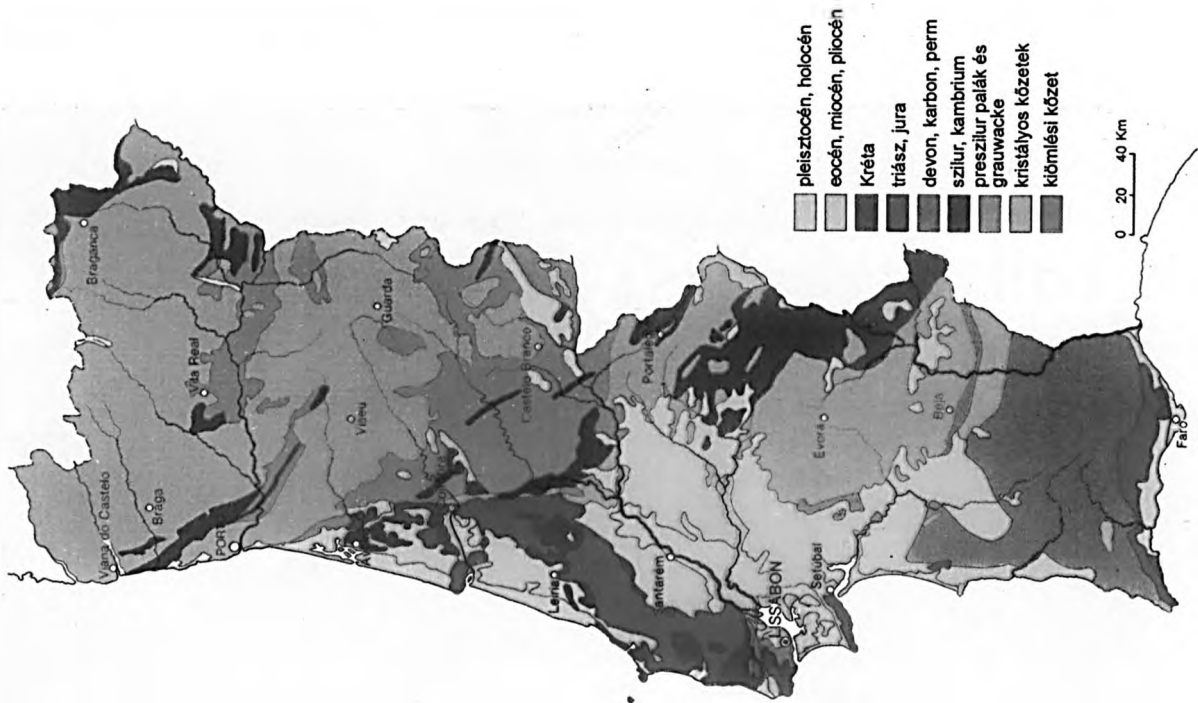 Viana do Castelo
Braga
Bragança
Vila Real
Viseu
Guarda
Castelo Branco
Leiria
Santarém
Portaleg
LISSABON
Setúbal
Évora
Beja
Faro
pleisztocén, holocén
eocén, miocén, pliocén
Kréta
triász, jura
devon, karbon, perm
szilur, kambrium
preszilur palák és
grauwacke
kristályos kőzetek
kiömlési kőzet
0 20 40 Km